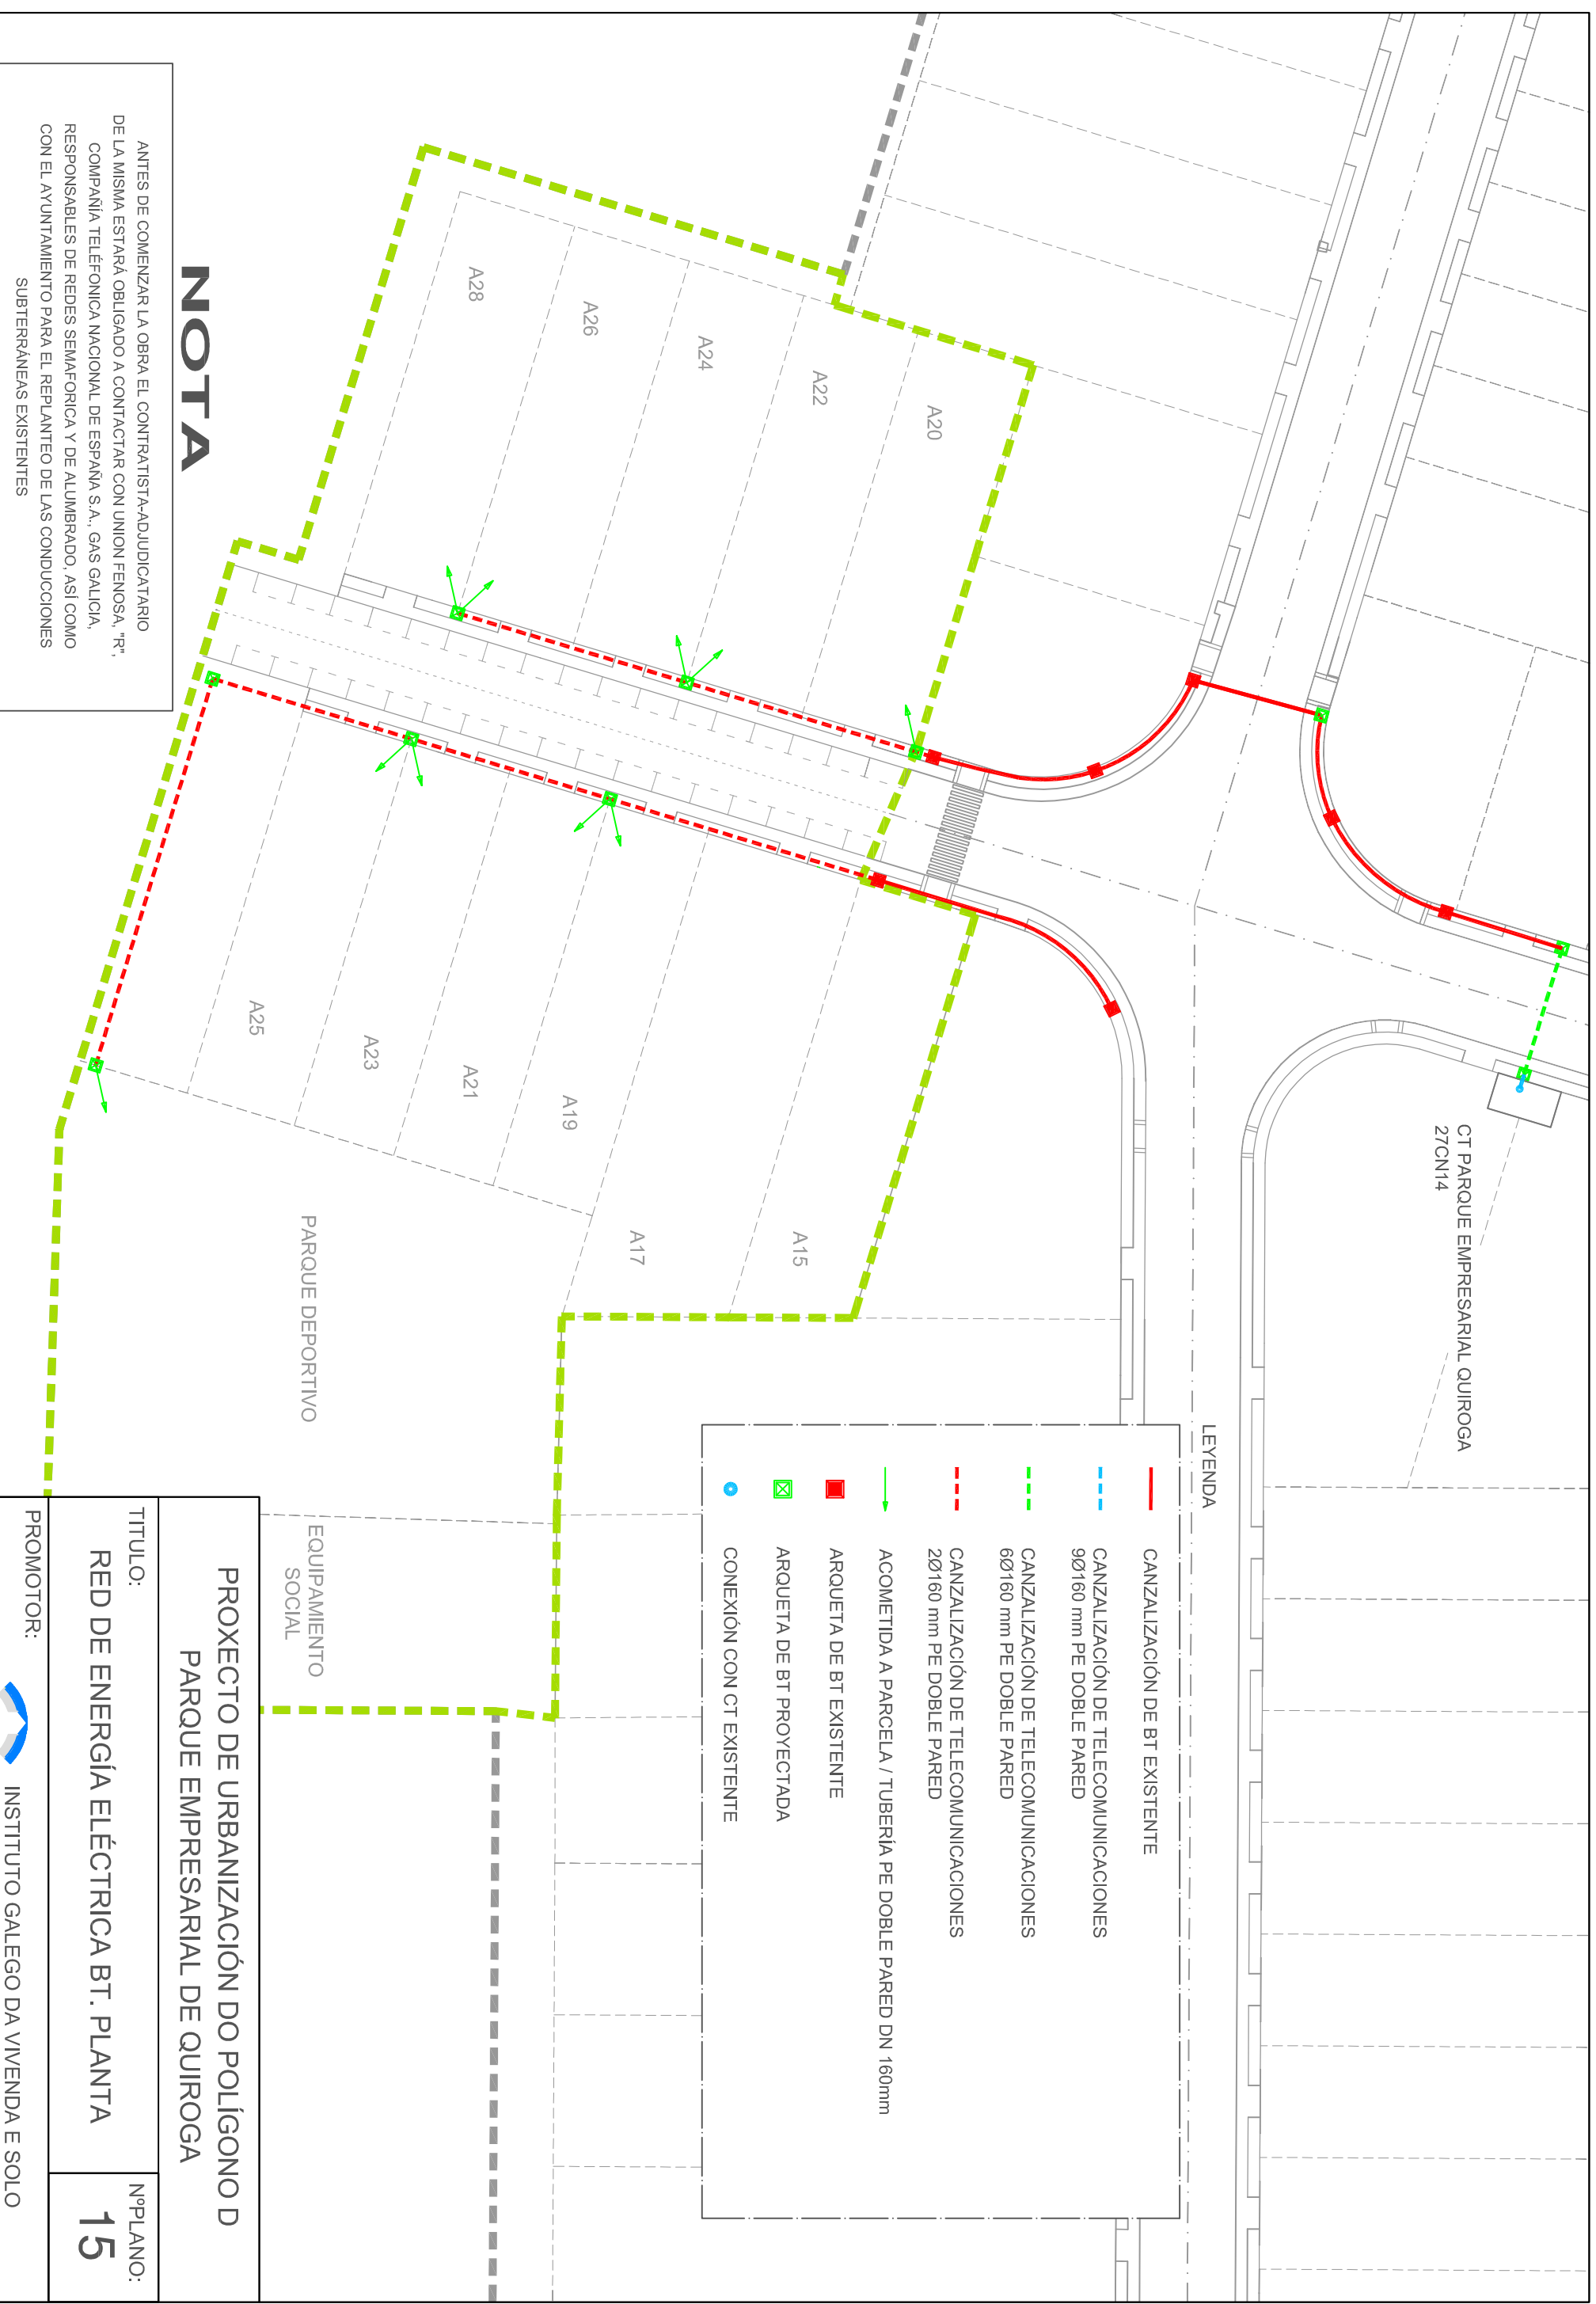 CT PARQUE EMPRESARIAL QUIROGA
27CN14
A28
A26
A24
A22
A20
A25
A23
A21
A19
A17
A15
PARQUE DEPORTIVO
EQUIPAMIENTO
SOCIAL
LEYENDA
CANZALIZACIÓN DE BT EXISTENTE
CANZALIZACIÓN DE TELECOMUNICACIONES
9Ø160 mm PE DOBLE PARED
CANZALIZACIÓN DE TELECOMUNICACIONES
6Ø160 mm PE DOBLE PARED
CANZALIZACIÓN DE TELECOMUNICACIONES
2Ø160 mm PE DOBLE PARED
ACOMETIDA A PARCELA / TUBERÍA PE DOBLE PARED DN 160mm
ARQUETA DE BT EXISTENTE
ARQUETA DE BT PROYECTADA
CONEXIÓN CON CT EXISTENTE
NOTA
ANTES DE COMENZAR LA OBRA EL CONTRATISTA-ADJUDICATARIO
DE LA MISMA ESTARÁ OBLIGADO A CONTACTAR CON UNION FENOSA, "R",
COMPAÑÍA TELÉFONICA NACIONAL DE ESPAÑA S.A., GAS GALICIA,
RESPONSABLES DE REDES SEMAFORICA Y DE ALUMBRADO, ASÍ COMO
CON EL AYUNTAMIENTO PARA EL REPLANTEO DE LAS CONDUCCIONES
SUBTERRÁNEAS EXISTENTES
PROXECTO DE URBANIZACIÓN DO POLÍGONO D
PARQUE EMPRESARIAL DE QUIROGA
TITULO:
RED DE ENERGÍA ELÉCTRICA BT. PLANTA
NºPLANO:
15
PROMOTOR:
INSTITUTO GALEGO DA VIVENDA E SOLO